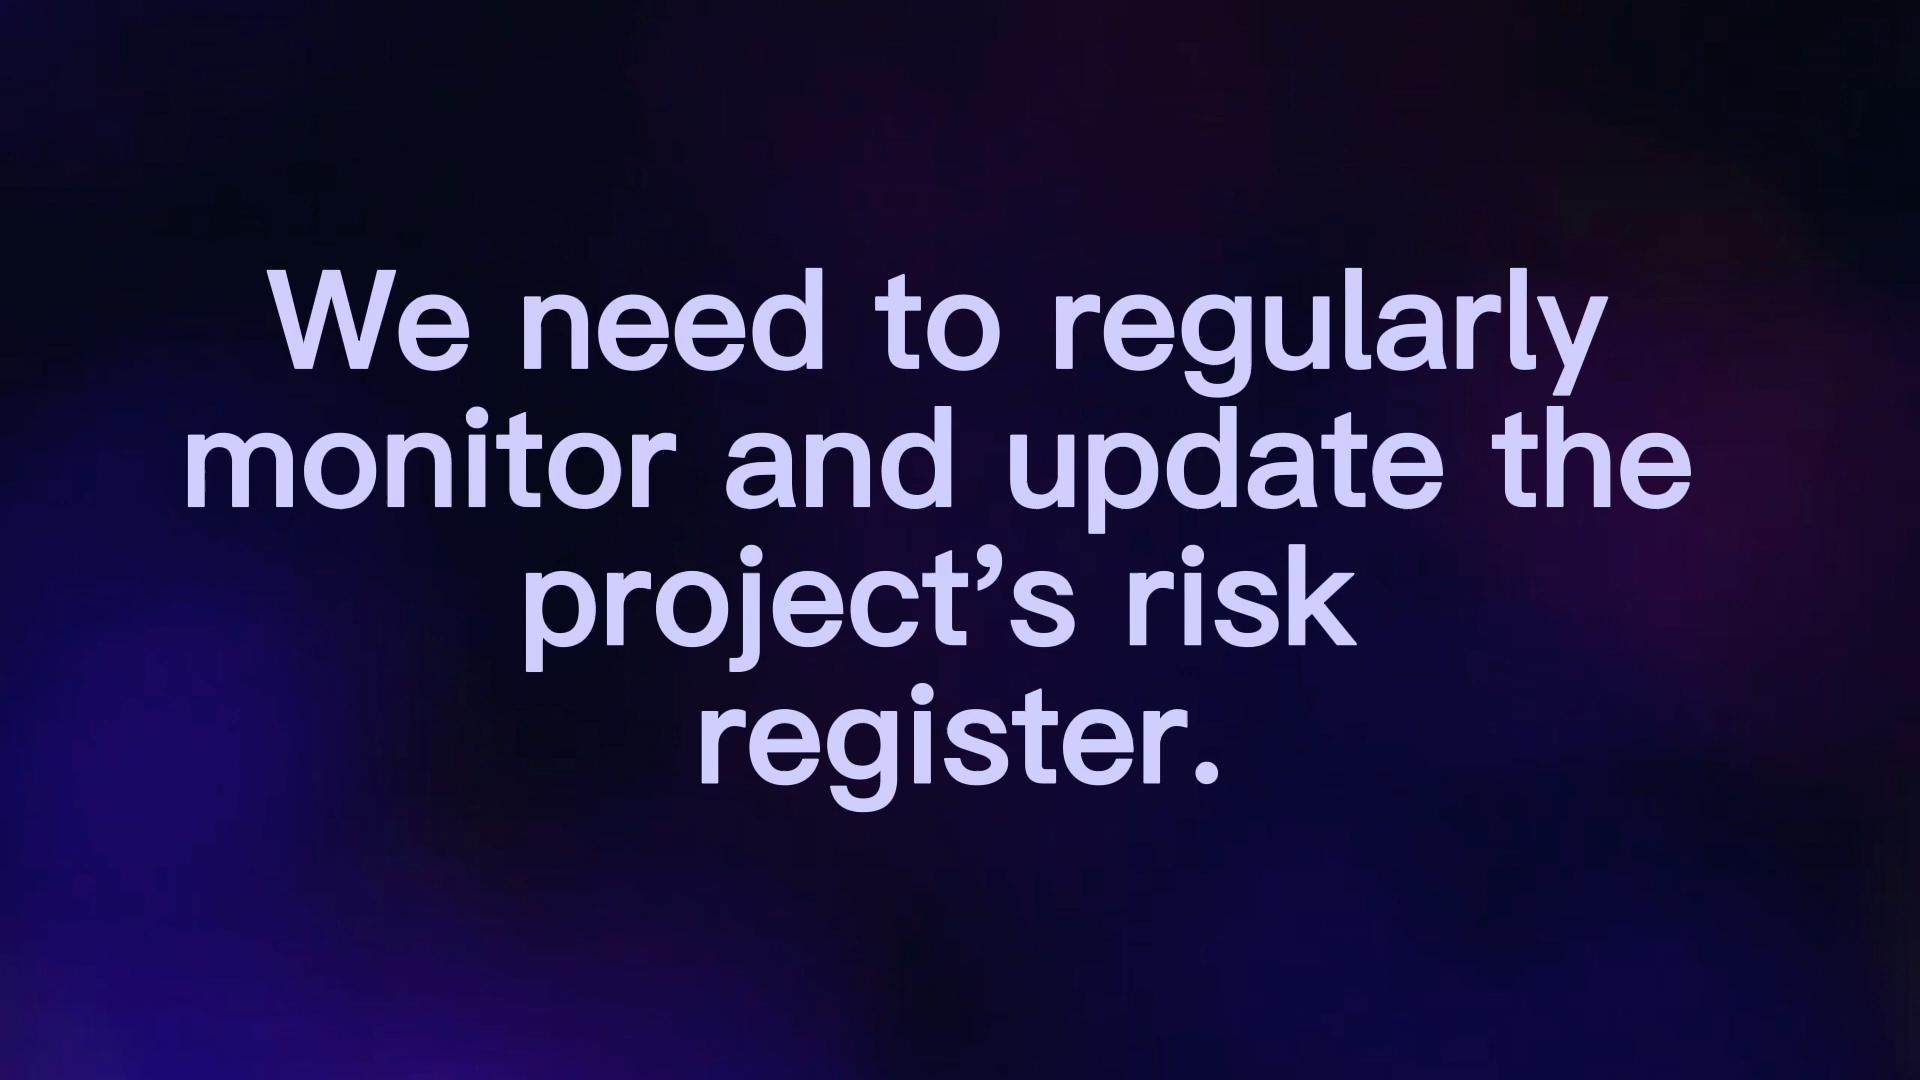 We need to regularly
monitor and update the
project’s risk
register.